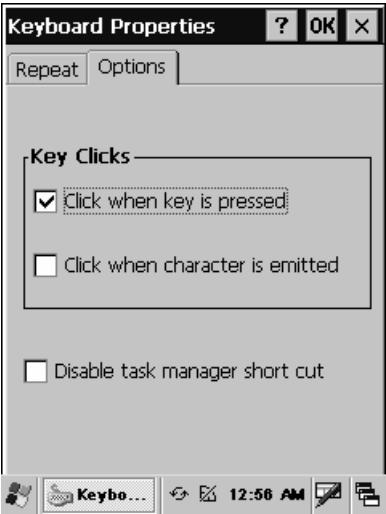 Keyboard Properties ? OK ×
Repeat Options
Key Clicks
Click when key is pressed
Click when character is emitted
Disable task manager short cut
Keybo... 12:56 AM